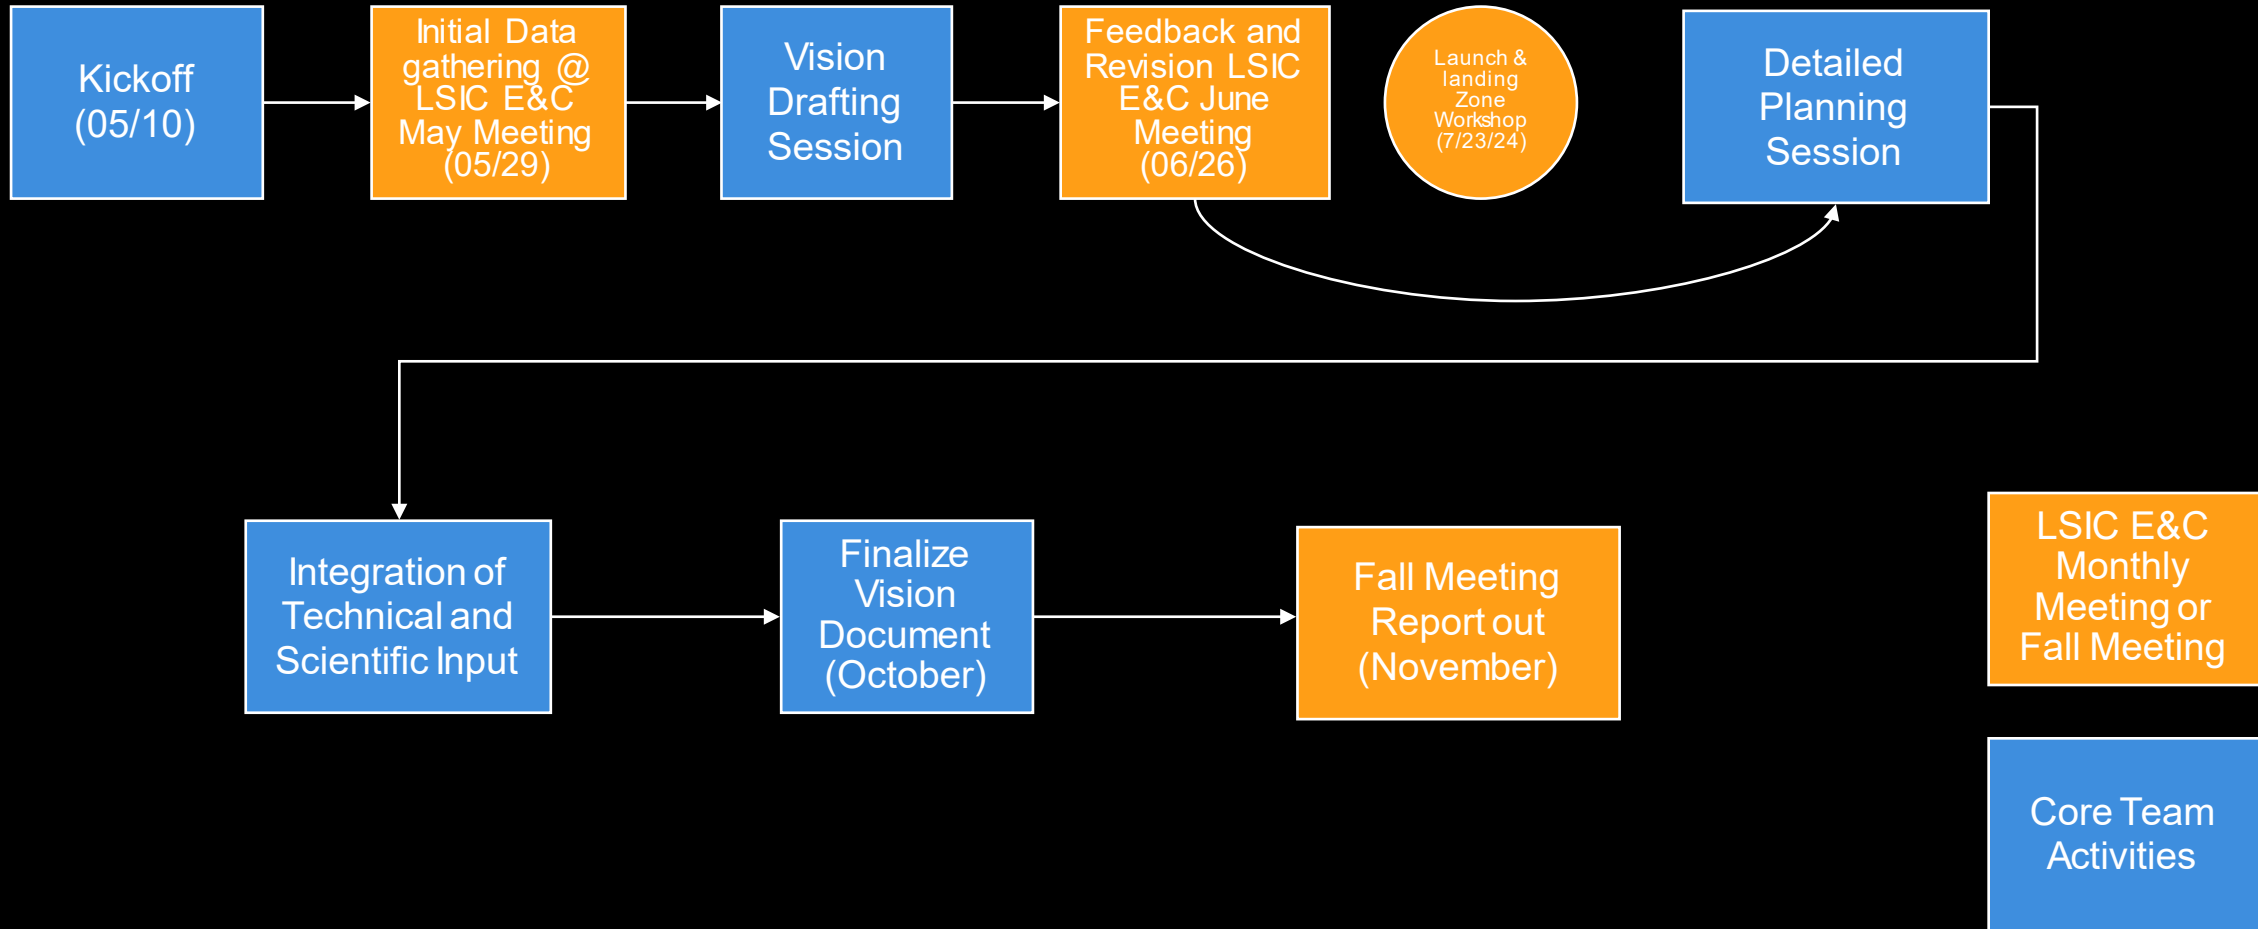 Kickoff
(05/10)
Initial Data
gathering @
LSIC E&C
May Meeting
(05/29)
Vision
Drafting
Session
Feedback and
Revision LSIC
E&C June
Meeting
(06/26)
Launch &
landing
Zone
Workshop
(7/23/24)
Detailed
Planning
Session
Integration of
Technical and
Scientific Input
Finalize
Vision
Document
(October)
Fall Meeting
Report out
(November)
LSIC E&C
Monthly
Meeting or
Fall Meeting
Core Team
Activities